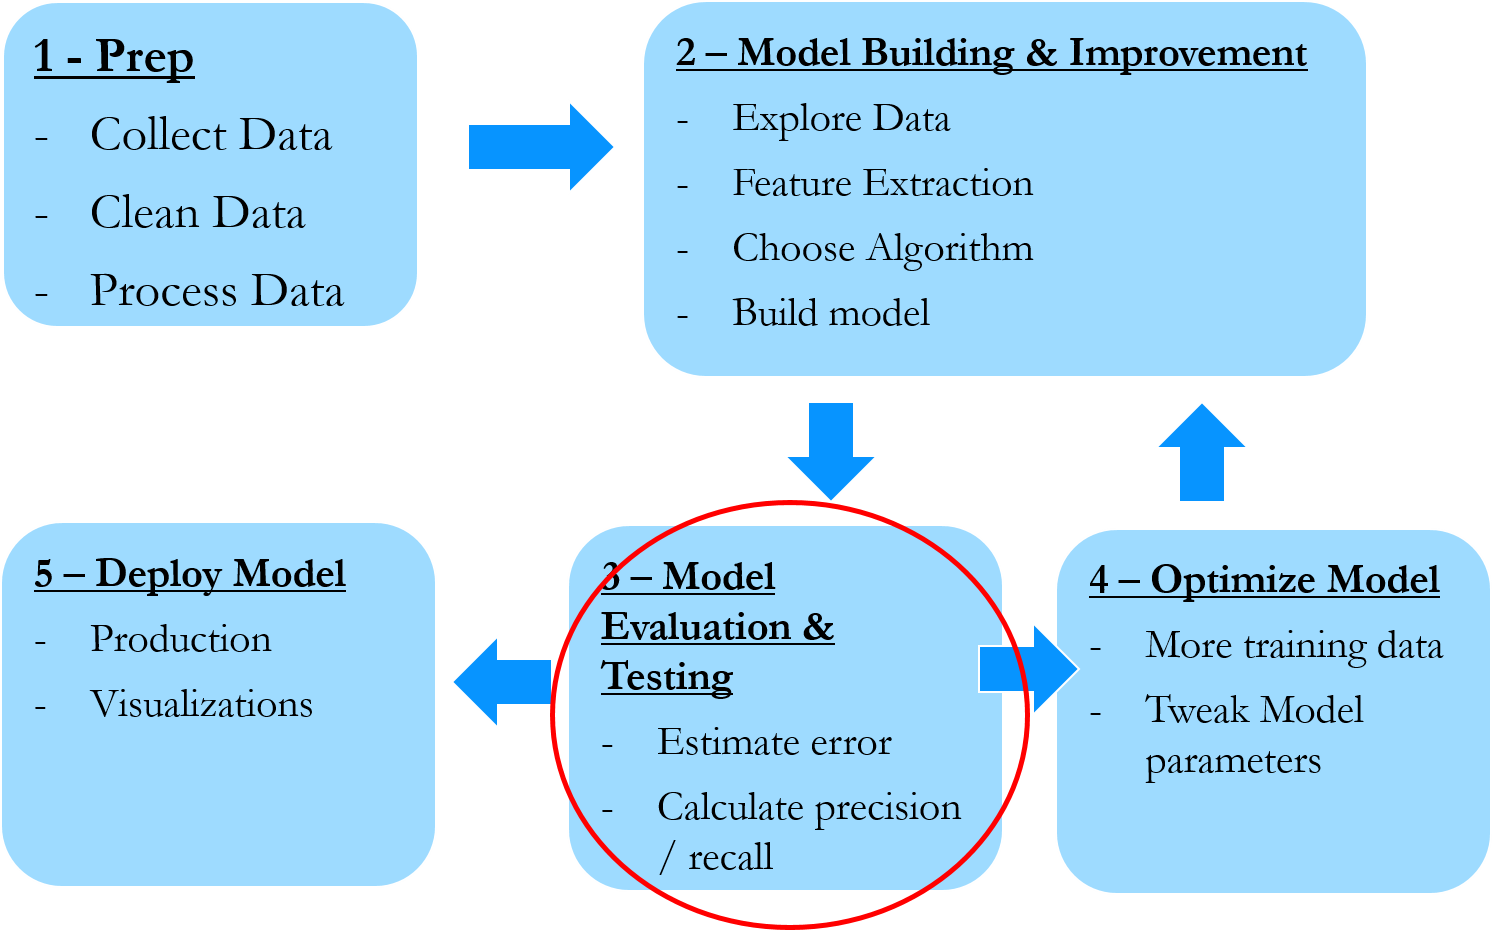 1 - Prep
- Collect Data
- Clean Data
- Process Data
2 – Model Building & Improvement
- Explore Data
- Feature Extraction
- Choose Algorithm
- Build model
3 – Model
Evaluation &
Testing
- Estimate error
- Calculate precision
/ recall
4 – Optimize Model
- More training data
- Tweak Model
parameters
5 – Deploy Model
- Production
- Visualizations